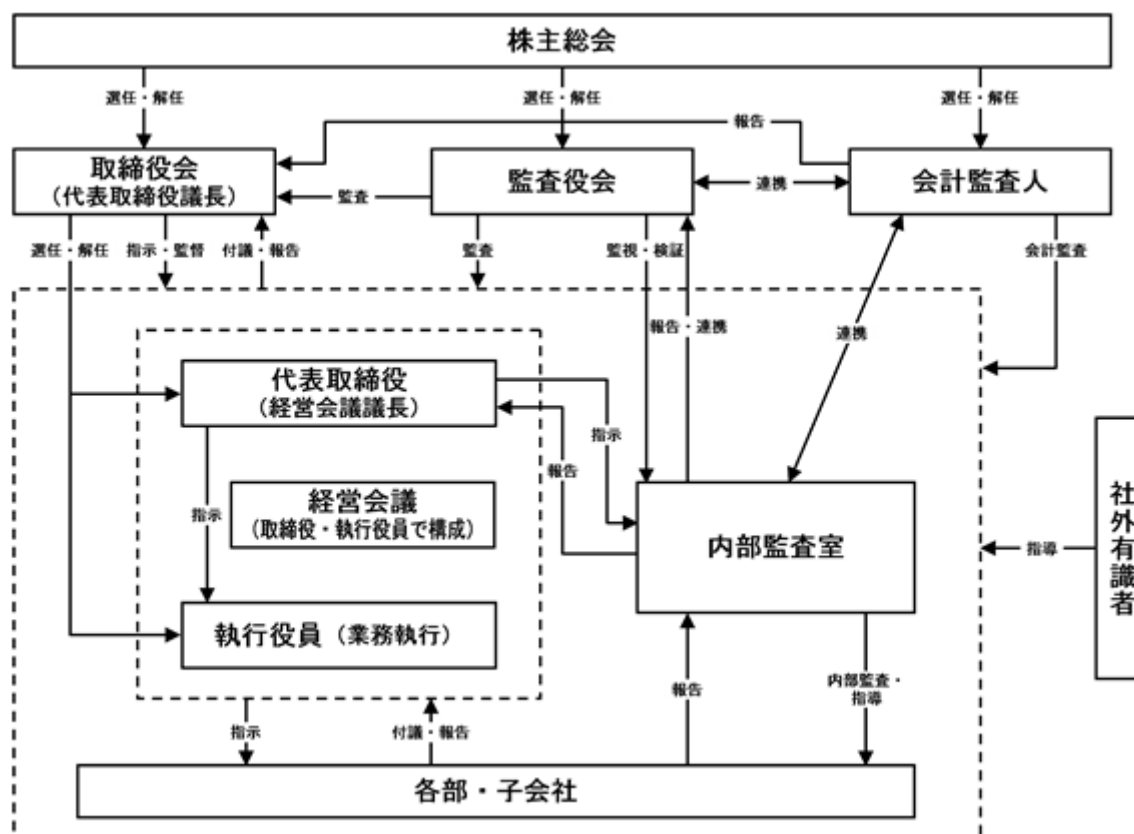 株主総会
選任・解任
選任・解任
選任・解任
報告
取締役会
（代表取締役議長）
監査
監査役会
連携
会計監査人
選任・解任
指示・監督
付議・報告
監査
監視・検証
会計監査
報告・連携
連携
代表取締役
（経営会議議長）
指示
報告
経営会議
（取締役・執行役員で構成）
指示
内部監査室
社外有識者
指導
執行役員（業務執行）
指示
付議・報告
報告
内部監査・
指導
各部・子会社